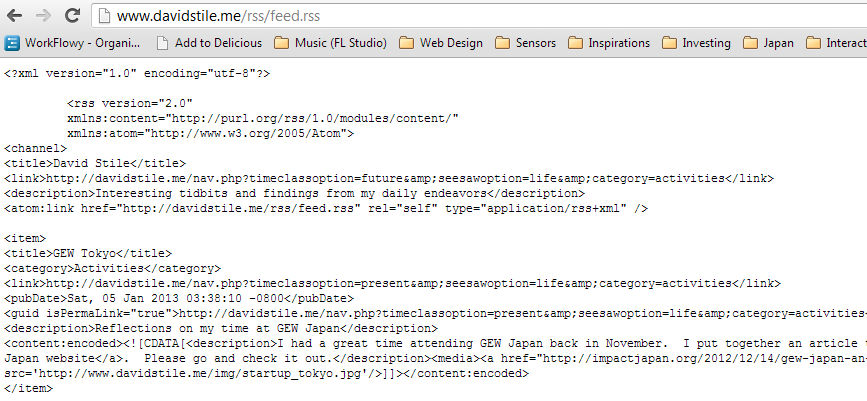 www.davidstile.me/rss/feed.rss
WorkFlowy - Organi... Add to Delicious Music (FL Studio) Web Design Sensors Inspirations Investing Japan Interact
<?xml version="1.0" encoding="utf-8"?>
<rss version="2.0"
xmlns:content="http://purl.org/rss/1.0/modules/content/"
xmlns:atom="http://www.w3.org/2005/Atom">
<channel>
<title>David Stile</title>
<link>http://davidstile.me/nav.php?timeclassoption=future&amp;seesawoption=life&amp;category=activities</link>
<description>Interesting tidbits and findings from my daily endeavors</description>
<atom:link href="http://davidstile.me/rss/feed.rss" rel="self" type="application/rss+xml" />
<item>
<title>GEW Tokyo</title>
<category>Activities</category>
<link>http://davidstile.me/nav.php?timeclassoption=present&amp;seesawoption=life&amp;category=activities</link>
<pubDate>Sat, 05 Jan 2013 03:38:10 -0800</pubDate>
<guid isPermaLink="true">http://davidstile.me/nav.php?timeclassoption=present&amp;seesawoption=life&amp;category=activities
<description>Reflections on my time at GEW Japan</description>
<content:encoded><![CDATA[<description>I had a great time attending GEW Japan back in November.  I put together an article
Japan website</a>.  Please go and check it out.</description><media><a href="http://impactjapan.org/2012/12/14/gew-japan-an
src='http://www.davidstile.me/img/startup_tokyo.jpg'/>]]></content:encoded>
</item>